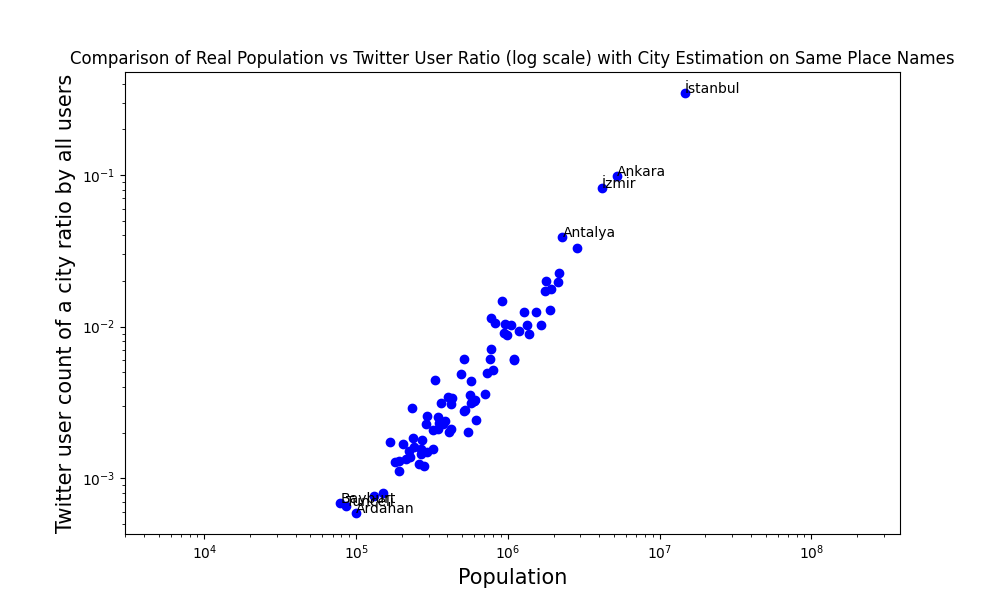 Comparison of Real Population vs Twitter User Ratio (log scale) with City Estimation on Same Place Names
Twitter user count of a city ratio by all users
10⁻¹
10⁻²
10⁻³
İstanbul
Ankara
İzmir
Antalya
Bayburt
Tunceli
Ardahan
10⁴ 10⁵ 10⁶ 10⁷ 10⁸
Population